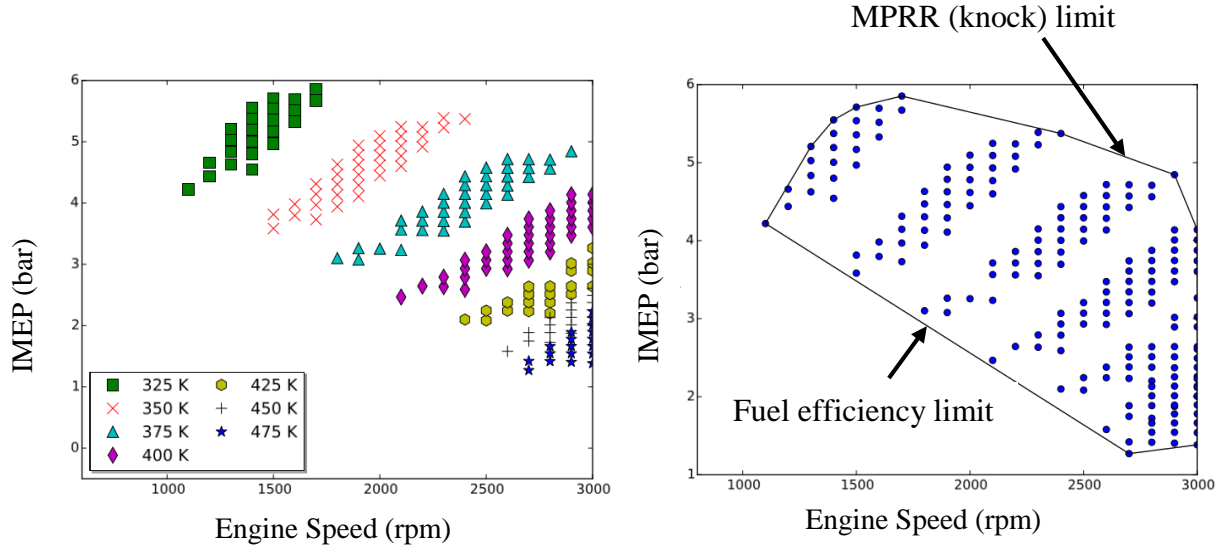 MPRR (knock) limit
6
5
4
3
2
1
0
IMEP (bar)
325 K
350 K
375 K
400 K
425 K
450 K
475 K
1000
1500
2000
2500
3000
Engine Speed (rpm)
6
5
4
3
2
1
IMEP (bar)
Fuel efficiency limit
1000
1500
2000
2500
3000
Engine Speed (rpm)